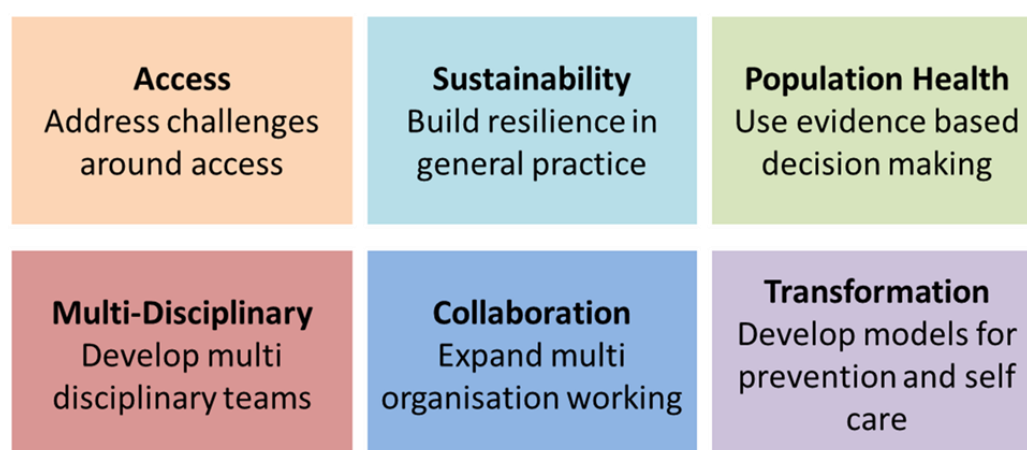 Access
Address challenges
around access
Sustainability
Build resilience in
general practice
Population Health
Use evidence based
decision making
Multi-Disciplinary
Develop multi
disciplinary teams
Collaboration
Expand multi
organisation working
Transformation
Develop models for
prevention and self
care